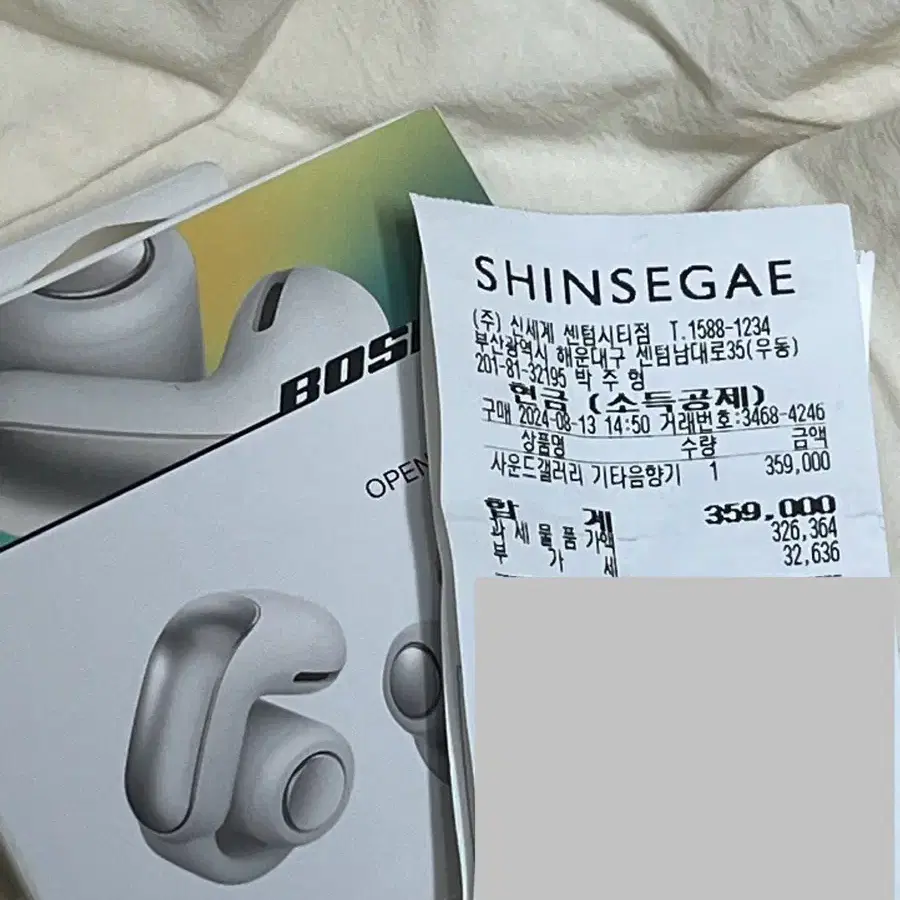 BOSE
OPEN
SHINSEGAE
(주) 신세계 센텀시티점 T.1588-1234
부산광역시 해운대구 센텀남대로35(우동)
201-81-32195 박 주 형
현금 (소득공제)
구매 2024-08-13 14:50 거래번호:3468-4246
상품명 수량 금액
사운드갤러리 기타음향기 1 359,000
합 계 359,000
과 세 물 품 가액 326,364
부 가 세 32,636